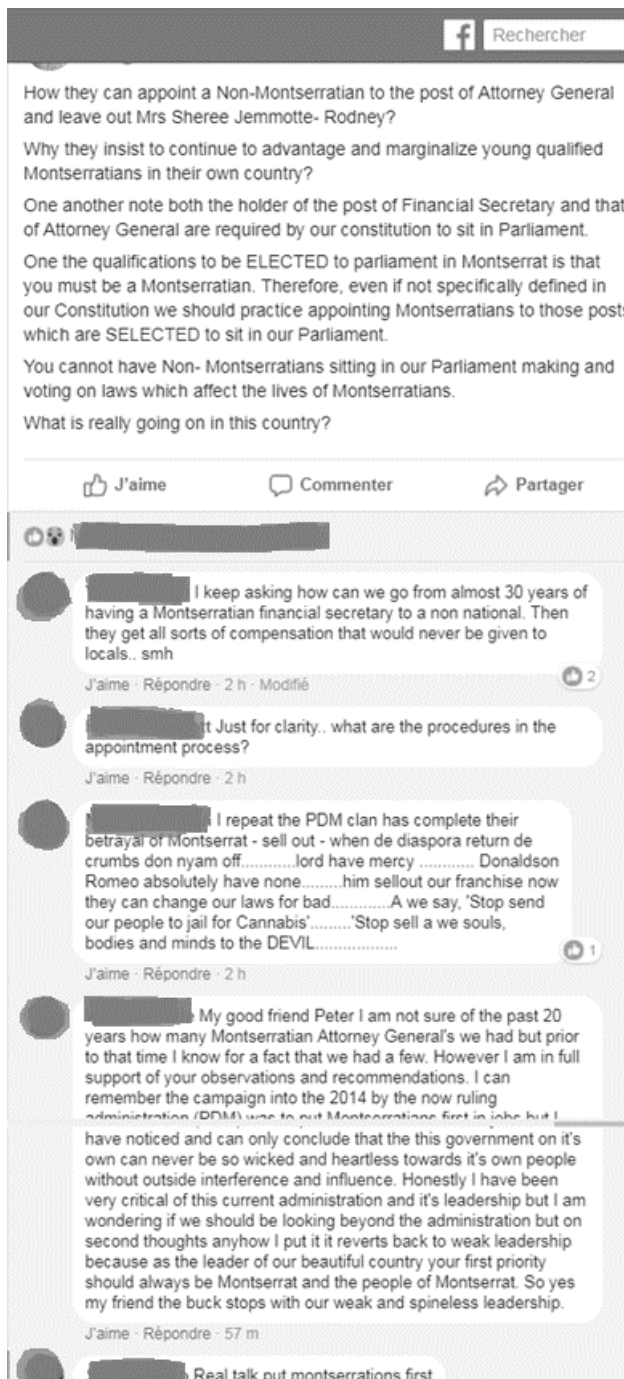 f Rechercher
How they can appoint a Non-Montserratian to the post of Attorney General
and leave out Mrs Sheree Jemmotte- Rodney?
Why they insist to continue to advantage and marginalize young qualified
Montserratians in their own country?
One another note both the holder of the post of Financial Secretary and that
of Attorney General are required by our constitution to sit in Parliament.
One the qualifications to be ELECTED to parliament in Montserrat is that
you must be a Montserratian. Therefore, even if not specifically defined in
our Constitution we should practice appointing Montserratians to those posts
which are SELECTED to sit in our Parliament.
You cannot have Non- Montserratians sitting in our Parliament making and
voting on laws which affect the lives of Montserratians.
What is really going on in this country?
J'aime Commenter Partager
I keep asking how can we go from almost 30 years of
having a Montserratian financial secretary to a non national. Then
they get all sorts of compensation that would never be given to
locals.. smh
2
J'aime · Répondre · 2 h · Modifié
tt Just for clarity.. what are the procedures in the
appointment process?
J'aime · Répondre · 2 h
I repeat the PDM clan has complete their
betrayal of Montserrat - sell out - when de diaspora return de
crumbs don nyam off............lord have mercy ............ Donaldson
Romeo absolutely have none.........him sellout our franchise now
they can change our laws for bad.............A we say, 'Stop send
our people to jail for Cannabis'.........'Stop sell a we souls,
bodies and minds to the DEVIL..................
1
J'aime · Répondre · 2 h
My good friend Peter I am not sure of the past 20
years how many Montserratian Attorney General's we had but prior
to that time I know for a fact that we had a few. However I am in full
support of your observations and recommendations. I can
remember the campaign into the 2014 by the now ruling
administration (PDM) was to put Montserratians first in jobs but I
have noticed and can only conclude that the this government on it's
own can never be so wicked and heartless towards it's own people
without outside interference and influence. Honestly I have been
very critical of this current administration and it's leadership but I am
wondering if we should be looking beyond the administration but on
second thoughts anyhow I put it it reverts back to weak leadership
because as the leader of our beautiful country your first priority
should always be Montserrat and the people of Montserrat. So yes
my friend the buck stops with our weak and spineless leadership.
J'aime · Répondre · 57 m
Real talk put montserrations first